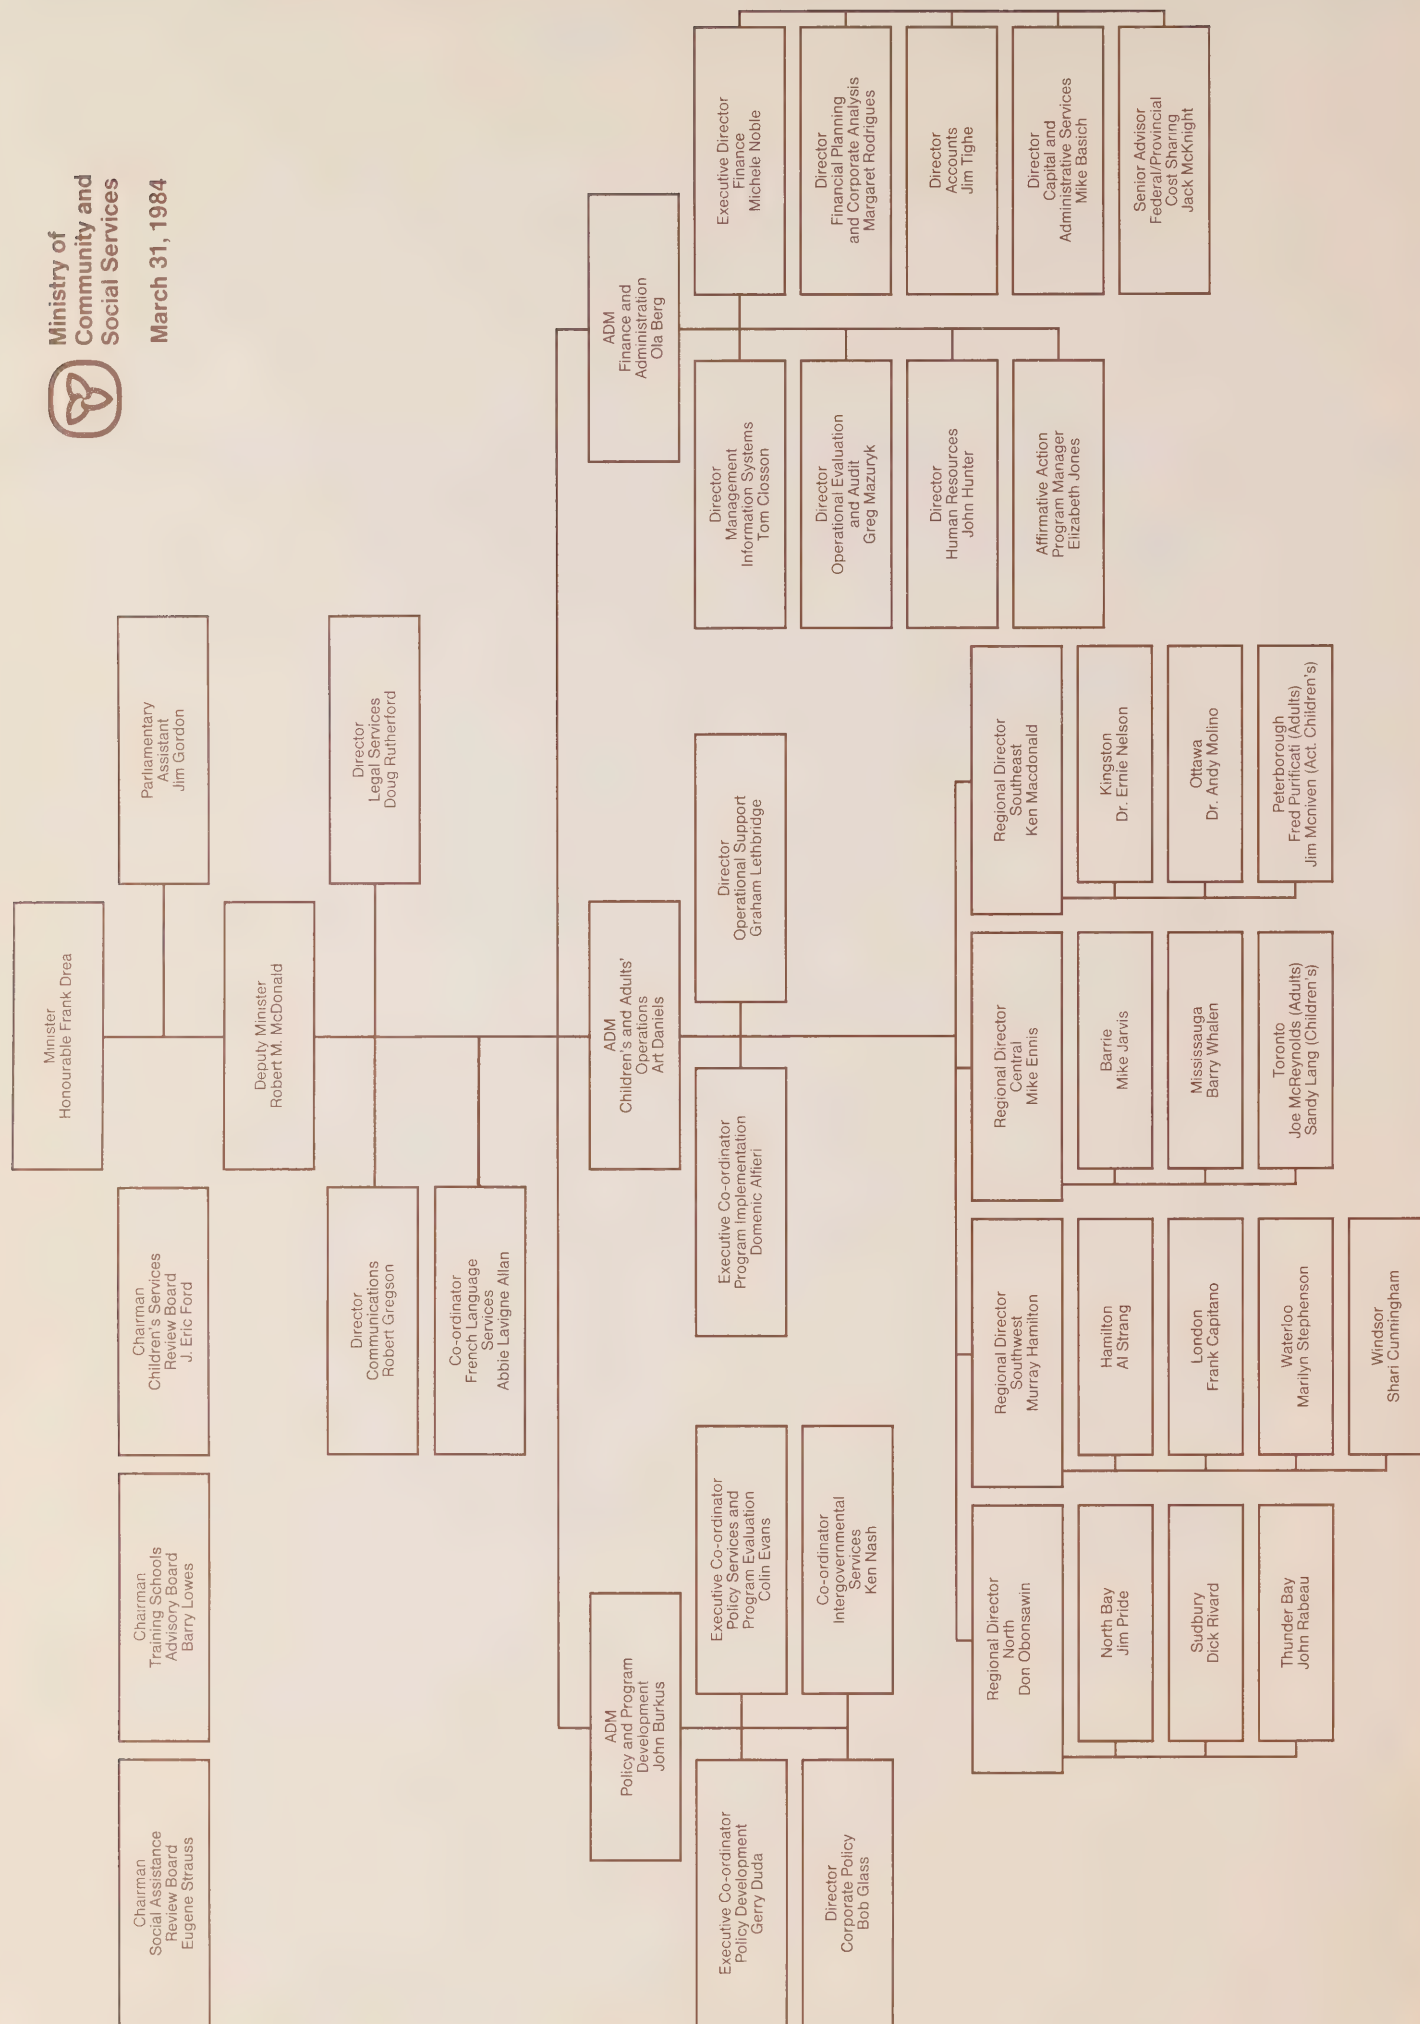 Ministry of
Community and
Social Services
March 31, 1984
Minister
Honourable Frank Drea
Chairman
Social Assistance
Review Board
Eugene Strauss
Chairman
Training Schools
Advisory Board
Barry Lowes
Chairman
Children's Services
Review Board
J. Eric Ford
Parliamentary
Assistant
Jim Gordon
Deputy Minister
Robert M. McDonald
Director
Communications
Robert Gregson
Director
Legal Services
Doug Rutherford
Co-ordinator
French Language
Services
Abbie Lavigne Allan
ADM
Policy and Program
Development
John Burkus
ADM
Children's and Adults'
Operations
Art Daniels
ADM
Finance and
Administration
Ola Berg
Executive Co-ordinator
Policy Development
Gerry Duda
Executive Co-ordinator
Policy Services and
Program Evaluation
Colin Evans
Director
Corporate Policy
Bob Glass
Co-ordinator
Intergovernmental
Services
Ken Nash
Executive Co-ordinator
Program Implementation
Domenic Alfieri
Director
Operational Support
Graham Lethbridge
Director
Management
Information Systems
Tom Closson
Director
Operational Evaluation
and Audit
Greg Mazuryk
Director
Human Resources
John Hunter
Affirmative Action
Program Manager
Elizabeth Jones
Executive Director
Finance
Michele Noble
Director
Financial Planning
and Corporate Analysis
Margaret Rodrigues
Director
Accounts
Jim Tighe
Director
Capital and
Administrative Services
Mike Basich
Senior Advisor
Federal/Provincial
Cost Sharing
Jack McKnight
Regional Director
North
Don Obonsawin
North Bay
Jim Pride
Sudbury
Dick Rivard
Thunder Bay
John Rabeau
Regional Director
Southwest
Murray Hamilton
Hamilton
Al Strang
London
Frank Capitano
Waterloo
Marilyn Stephenson
Windsor
Shari Cunningham
Regional Director
Central
Mike Ennis
Barrie
Mike Jarvis
Mississauga
Barry Whalen
Toronto
Joe McReynolds (Adults)
Sandy Lang (Children's)
Regional Director
Southeast
Ken Macdonald
Kingston
Dr. Ernie Nelson
Ottawa
Dr. Andy Molino
Peterborough
Fred Purificati (Adults)
Jim Mcniven (Act. Children's)